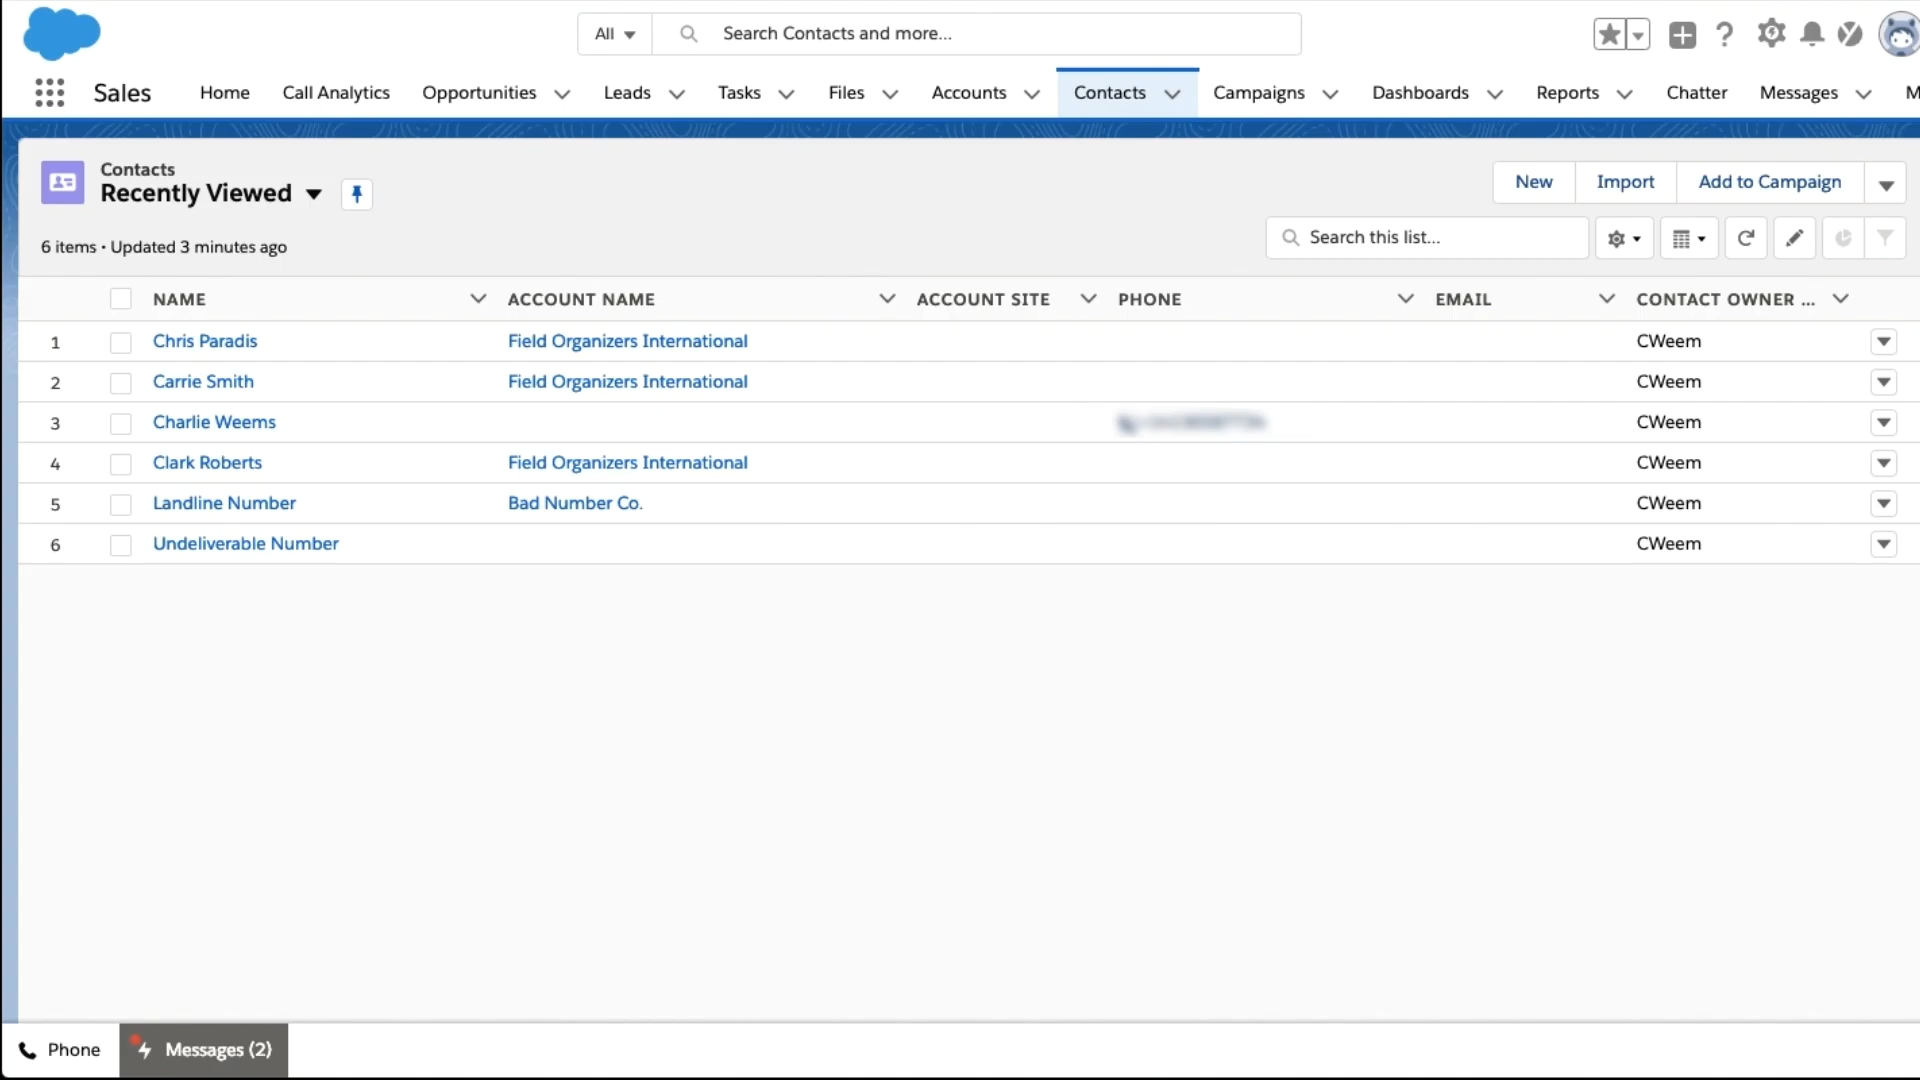 All Search Contacts and more...
Sales Home Call Analytics Opportunities Leads Tasks Files Accounts Contacts Campaigns Dashboards Reports Chatter Messages M
Contacts
Recently Viewed
New Import Add to Campaign
6 items • Updated 3 minutes ago
Search this list...
NAME ACCOUNT NAME ACCOUNT SITE PHONE EMAIL CONTACT OWNER ...
1 Chris Paradis Field Organizers International CWeem
2 Carrie Smith Field Organizers International CWeem
3 Charlie Weems CWeem
4 Clark Roberts Field Organizers International CWeem
5 Landline Number Bad Number Co. CWeem
6 Undeliverable Number CWeem
Phone Messages (2)